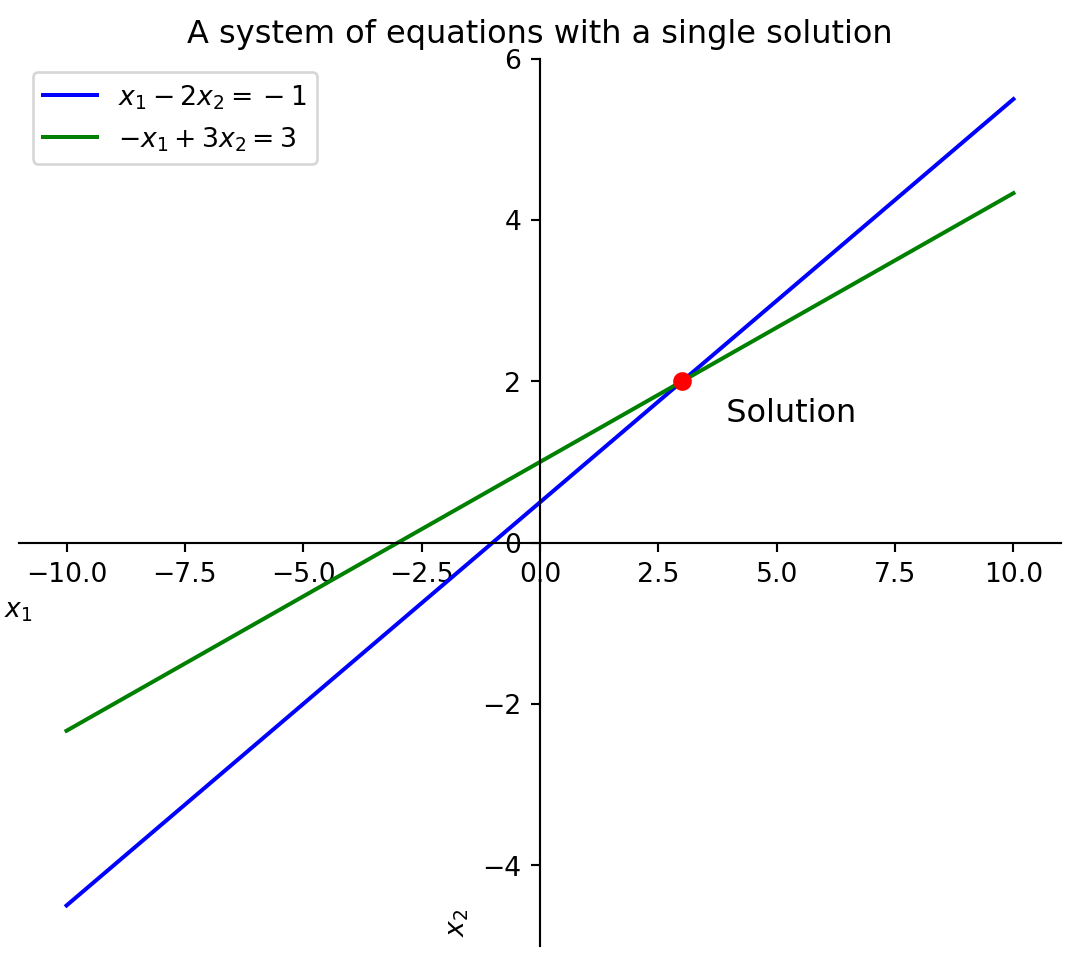 A system of equations with a single solution
x₁ − 2x₂ = −1
−x₁ + 3x₂ = 3
6
4
2
Solution
0
−10.0 −7.5 −5.0 −2.5 0.0 2.5 5.0 7.5 10.0
x₁
−2
−4
x₂